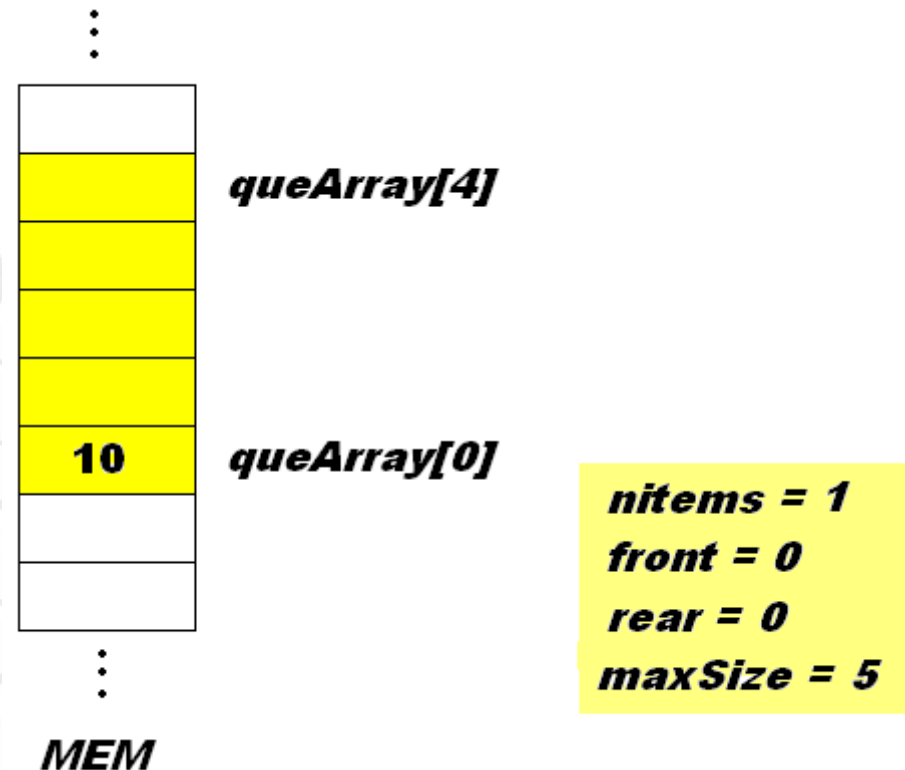 queArray[4]
10
queArray[0]
nitems = 1
front = 0
rear = 0
maxSize = 5
MEM